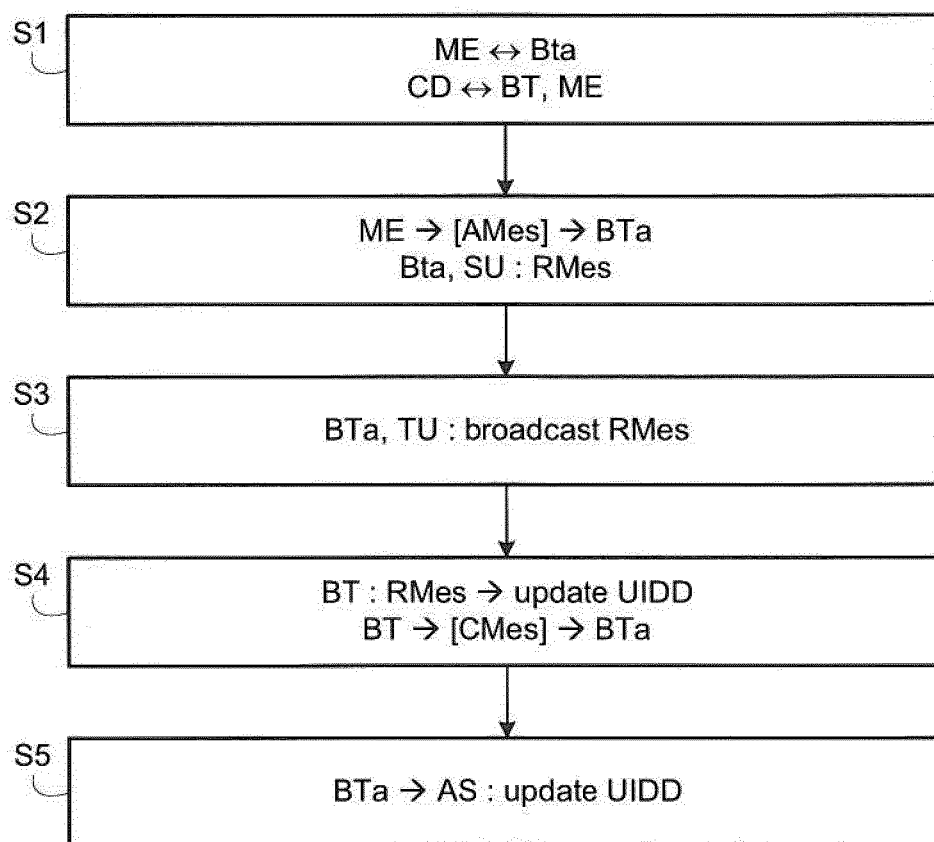 S1
ME ↔ Bta
CD ↔ BT, ME
S2
ME → [AMes] → BTa
Bta, SU : RMes
S3
BTa, TU : broadcast RMes
S4
BT : RMes → update UIDD
BT → [CMes] → BTa
S5
BTa → AS : update UIDD